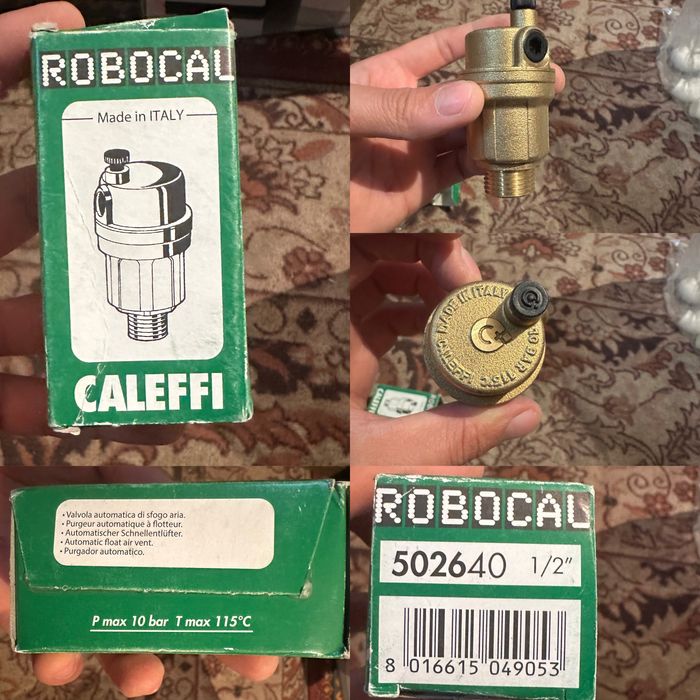 ROBOCAL
Made in ITALY
CALEFFI
MADE IN ITALY
10 BAR 115°C
• Valvola automatica di sfogo aria.
• Purgeur automatique à flotteur.
• Automatischer Schnellentlüfter.
• Automatic float air vent.
• Purgador automatico.
P max 10 bar T max 115°C
ROBOCAL
502640 1/2"
8 016615 049053